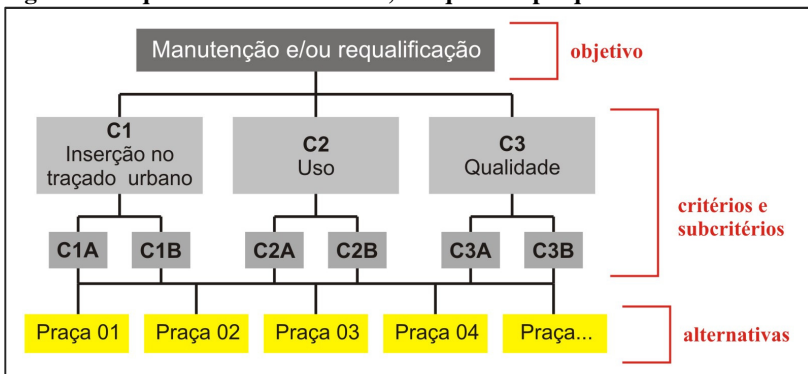 Manutenção e/ou requalificação
objetivo
C1
Inserção no
traçado urbano
C2
Uso
C3
Qualidade
critérios e
subcritérios
C1A
C1B
C2A
C2B
C3A
C3B
Praça 01
Praça 02
Praça 03
Praça 04
Praça...
alternativas